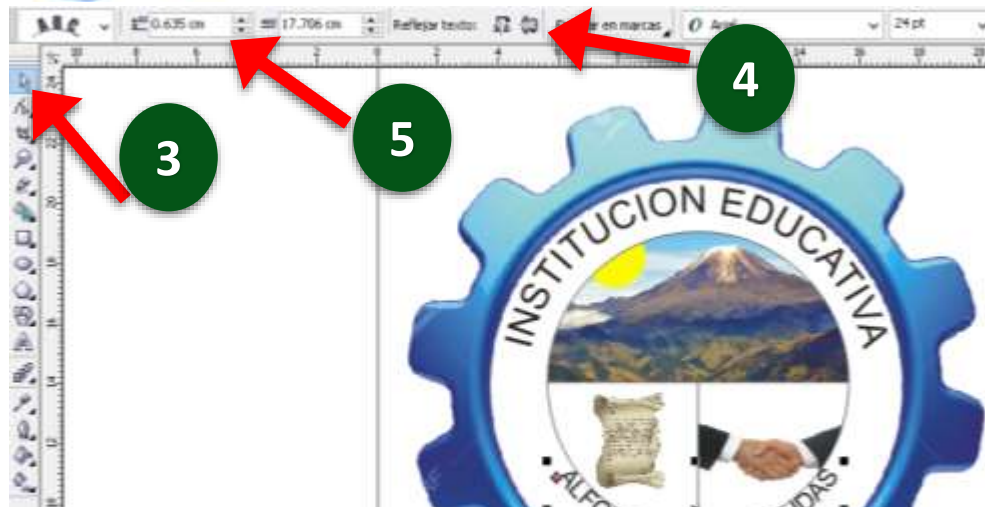 0.635 cm 17.706 cm Reflejar texto: en marcas O Arial 24 pt
3
5
4
INSTITUCION EDUCATIVA